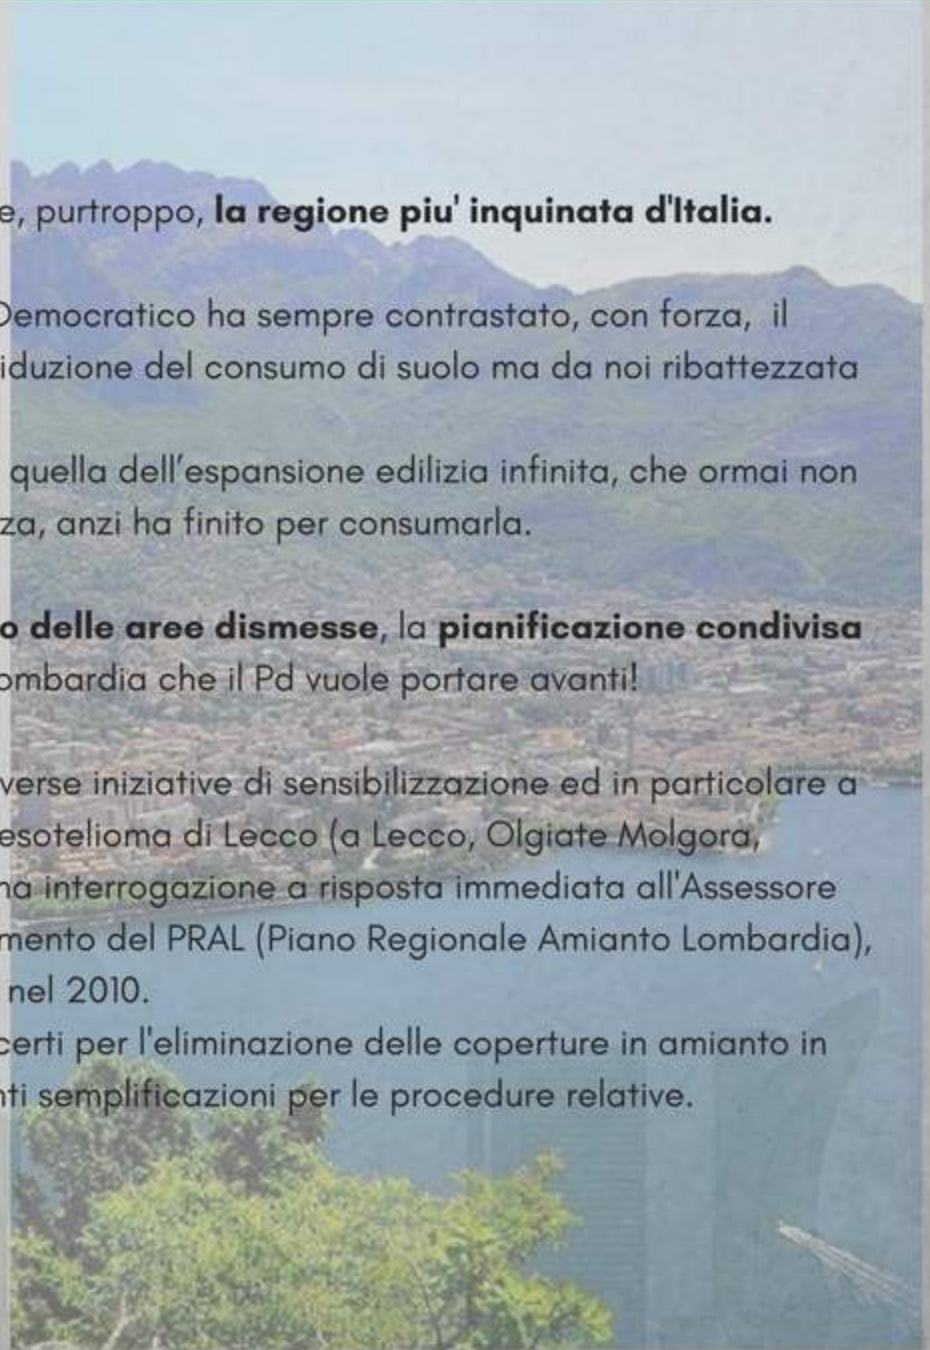 e, purtroppo, la regione piu' inquinata d'Italia.
Democratico ha sempre contrastato, con forza, il
iduzione del consumo di suolo ma da noi ribattezzata
quella dell'espansione edilizia infinita, che ormai non
za, anzi ha finito per consumarla.
o delle aree dismesse, la pianificazione condivisa
ombardia che il Pd vuole portare avanti!
verse iniziative di sensibilizzazione ed in particolare a
esotelioma di Lecco (a Lecco, Olgiate Molgora,
na interrogazione a risposta immediata all'Assessore
mento del PRAL (Piano Regionale Amianto Lombardia),
nel 2010.
certi per l'eliminazione delle coperture in amianto in
nti semplificazioni per le procedure relative.